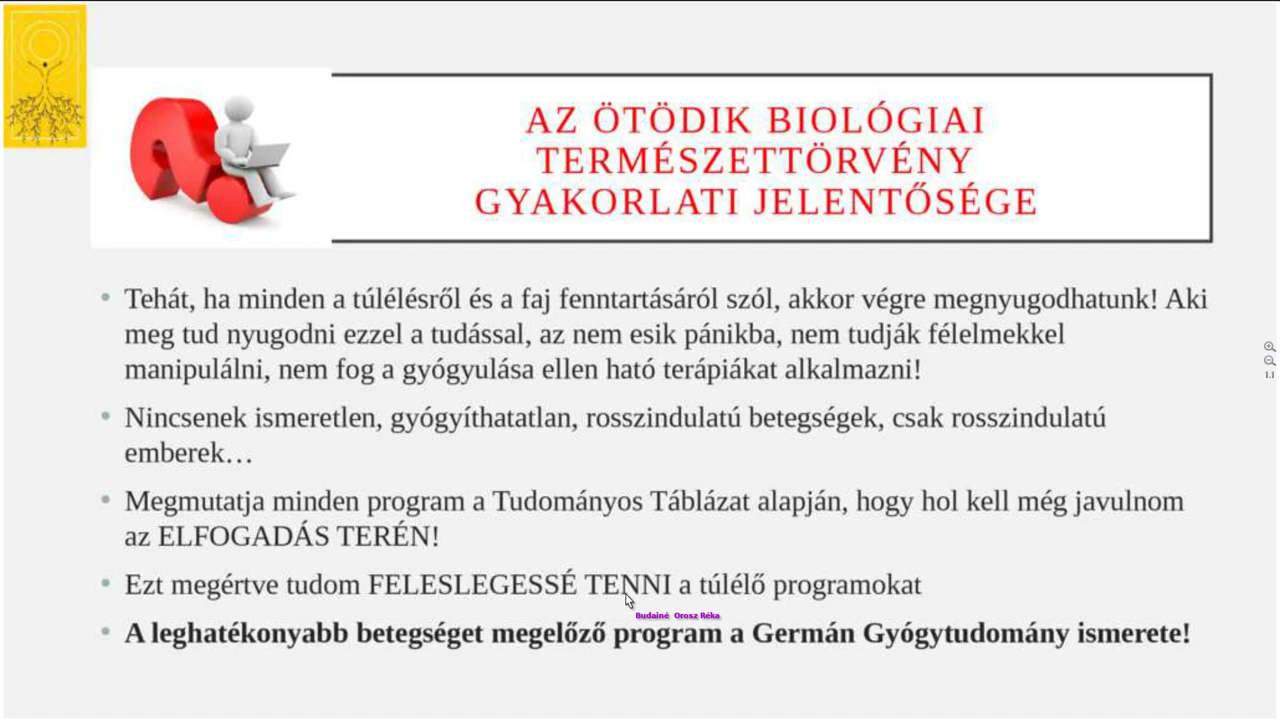 AZ ÖTÖDIK BIOLÓGIAI
TERMÉSZETTÖRVÉNY
GYAKORLATI JELENTŐSÉGE
• Tehát, ha minden a túlélésről és a faj fenntartásáról szól, akkor végre megnyugodhatunk! Aki
meg tud nyugodni ezzel a tudással, az nem esik pánikba, nem tudják félelmekkel
manipulálni, nem fog a gyógyulása ellen ható terápiákat alkalmazni!
• Nincsenek ismeretlen, gyógyíthatatlan, rosszindulatú betegségek, csak rosszindulatú
emberek…
• Megmutatja minden program a Tudományos Táblázat alapján, hogy hol kell még javulnom
az ELFOGADÁS TERÉN!
• Ezt megértve tudom FELESLEGESSÉ TENNI a túlélő programokat
Budainé Orosz Réka
• A leghatékonyabb betegséget megelőző program a Germán Gyógytudomány ismerete!
1.1